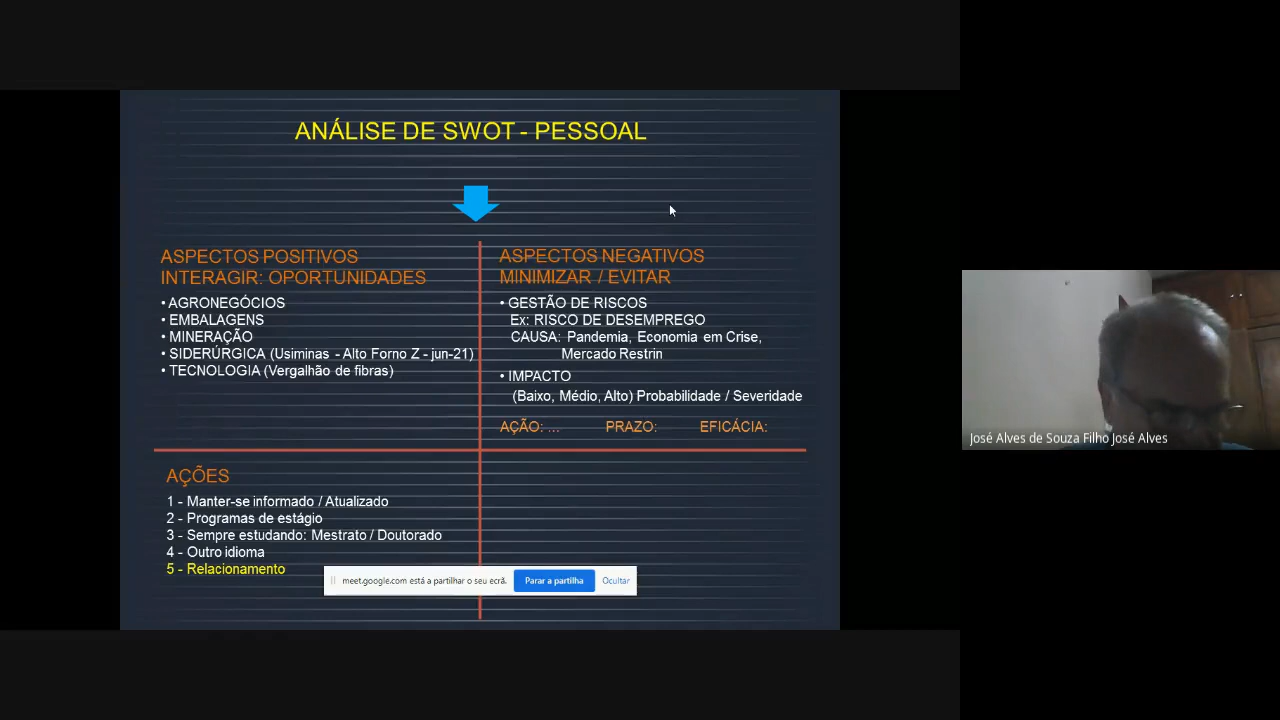 ANÁLISE DE SWOT - PESSOAL
ASPECTOS POSITIVOS
INTERAGIR: OPORTUNIDADES
• AGRONEGÓCIOS
• EMBALAGENS
• MINERAÇÃO
• SIDERÚRGICA (Usiminas - Alto Forno Z - jun-21)
• TECNOLOGIA (Vergalhão de fibras)
ASPECTOS NEGATIVOS
MINIMIZAR / EVITAR
• GESTÃO DE RISCOS
Ex: RISCO DE DESEMPREGO
CAUSA: Pandemia, Economia em Crise,
Mercado Restrin
• IMPACTO
(Baixo, Médio, Alto) Probabilidade / Severidade
AÇÃO: ... PRAZO: EFICÁCIA:
AÇÕES
1 - Manter-se informado / Atualizado
2 - Programas de estágio
3 - Sempre estudando: Mestrato / Doutorado
4 - Outro idioma
5 - Relacionamento
meet.google.com está a partilhar o seu ecrã. Parar a partilha Ocultar
José Alves de Souza Filho José Alves